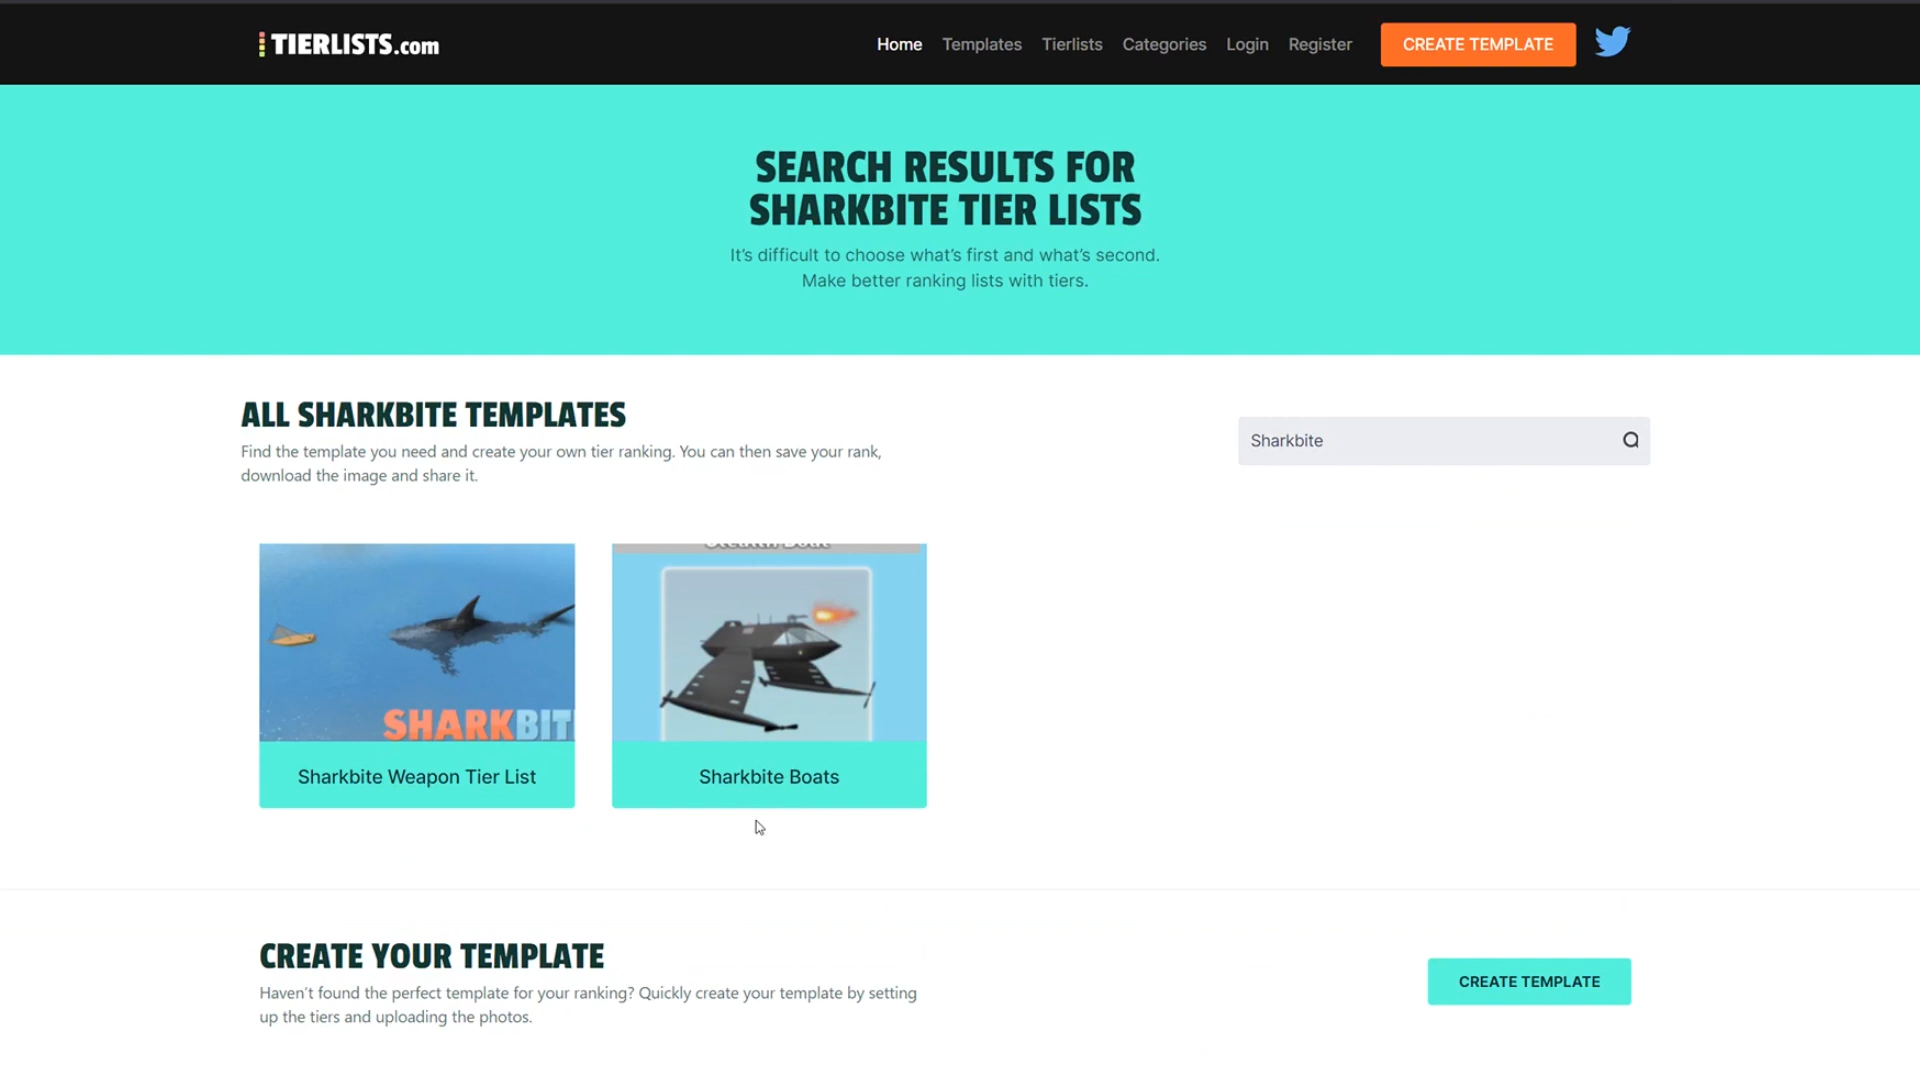 TIERLISTS.com
Home Templates Tierlists Categories Login Register CREATE TEMPLATE
SEARCH RESULTS FOR
SHARKBITE TIER LISTS
It's difficult to choose what's first and what's second.
Make better ranking lists with tiers.
ALL SHARKBITE TEMPLATES
Find the template you need and create your own tier ranking. You can then save your rank,
download the image and share it.
Sharkbite
Stealth Boat
SHARKBIT
Sharkbite Weapon Tier List
Sharkbite Boats
CREATE YOUR TEMPLATE
Haven't found the perfect template for your ranking? Quickly create your template by setting
up the tiers and uploading the photos.
CREATE TEMPLATE